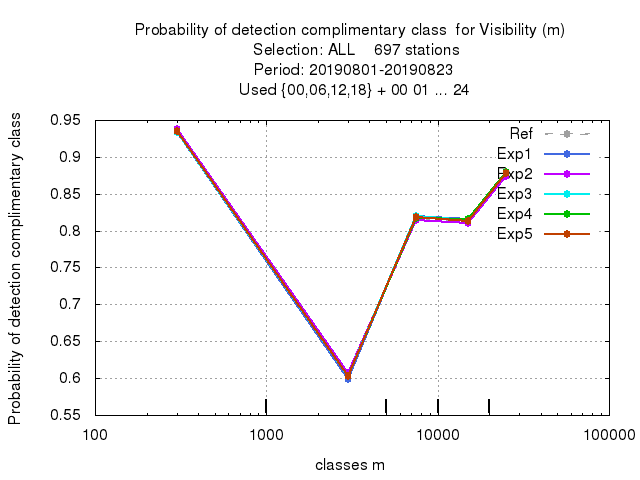 Probability of detection complimentary class  for Visibility (m)
Selection: ALL    697 stations
Period: 20190801-20190823
Used {00,06,12,18} + 00 01 ... 24
Probability of detection complimentary class
0.95
0.9
0.85
0.8
0.75
0.7
0.65
0.6
0.55
Ref
Exp1
Exp2
Exp3
Exp4
Exp5
100
1000
10000
100000
classes m